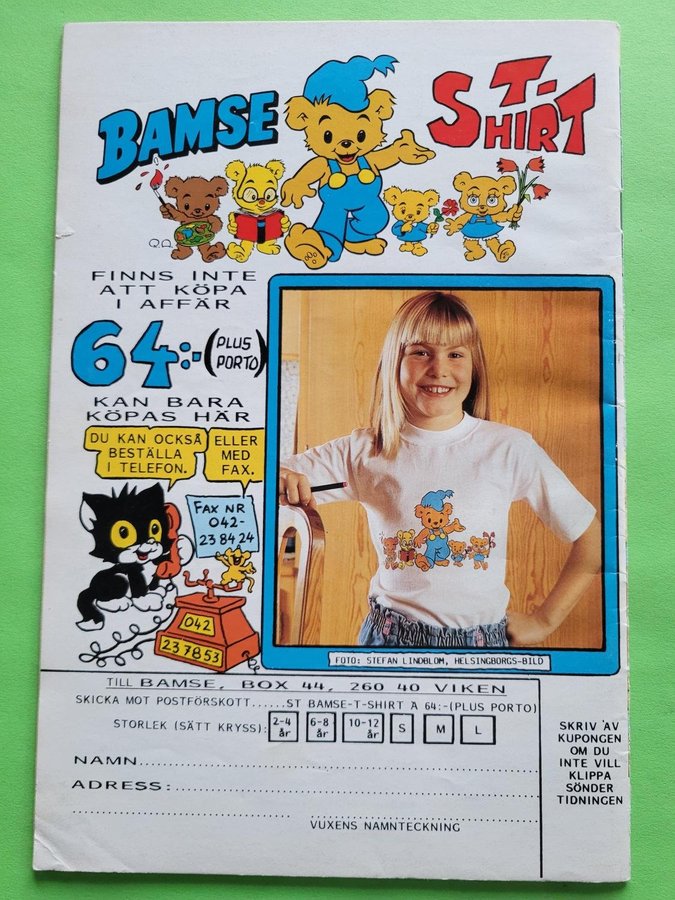 BAMSE
T-
SHIRT
FINNS INTE
ATT KÖPA
I AFFÄR
64:-(PLUS
PORTO)
KAN BARA
KÖPAS HÄR
DU KAN OCKSÅ
BESTÄLLA
I TELEFON.
ELLER
MED
FAX.
FAX NR
042-
23 84 24
042
237853
FOTO: STEFAN LINDBLOM, HELSINGBORGS-BILD
TILL BAMSE, BOX 44, 260 40 VIKEN
SKICKA MOT POSTFÖRSKOTT......ST BAMSE-T-SHIRT A 64:-(PLUS PORTO)
STORLEK (SÄTT KRYSS): 2-4 år 6-8 år 10-12 år S M L
NAMN
ADRESS:
VUXENS NAMNTECKNING
SKRIV AV
KUPONGEN
OM DU
INTE VILL
KLIPPA
SÖNDER
TIDNINGEN